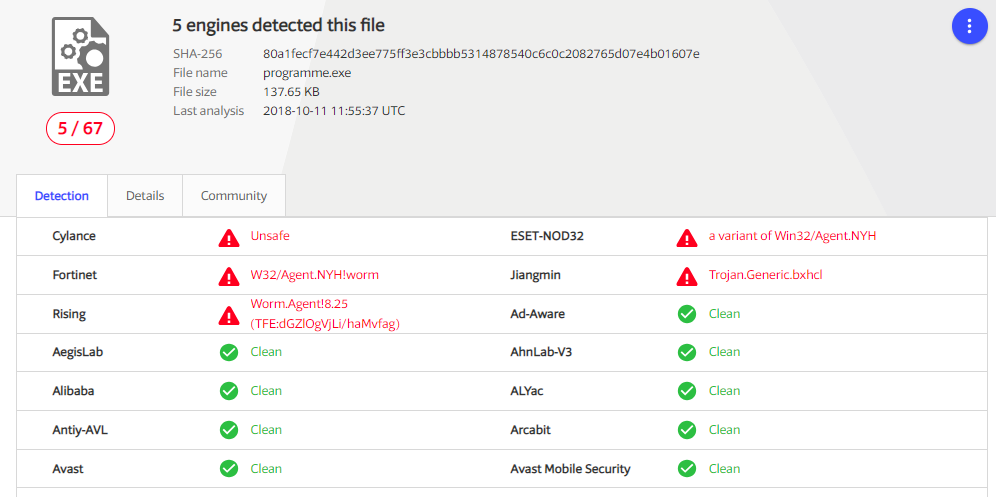 5 engines detected this file
SHA-256 80a1fecf7e442d3ee775ff3e3cbbbb5314878540c6c0c2082765d07e4b01607e
File name programme.exe
File size 137.65 KB
Last analysis 2018-10-11 11:55:37 UTC
EXE
5 / 67
Detection Details Community
Cylance Unsafe ESET-NOD32 a variant of Win32/Agent.NYH
Fortinet W32/Agent.NYH!worm Jiangmin Trojan.Generic.bxhcl
Rising Worm.Agent!8.25 (TFE:dGZlOgVjLi/haMvfag) Ad-Aware Clean
AegisLab Clean AhnLab-V3 Clean
Alibaba Clean ALYac Clean
Antiy-AVL Clean Arcabit Clean
Avast Clean Avast Mobile Security Clean